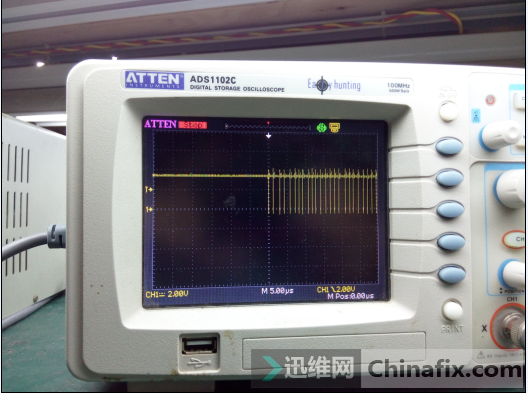 ATTEN
INSTRUMENTS
ADS1102C
DIGITAL STORAGE OSCILLOSCOPE
Easy hunting
100MHz
ATTEN Stop
T
1
CH1 2.00V M 5.00μs CH1 2.00V
M Pos:0.00μs
PRINT
CH1
X
迅维网 Chinafix.com